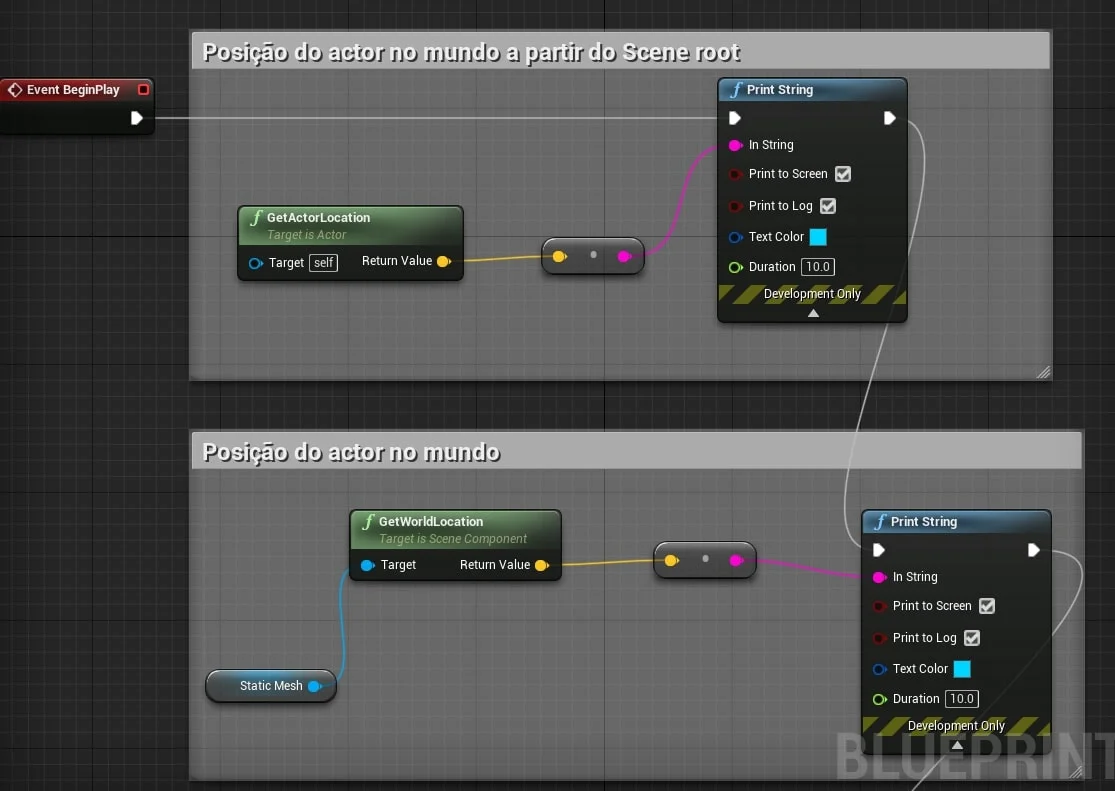 Posição do actor no mundo a partir do Scene root
Event BeginPlay
f Print String
In String
Print to Screen
Print to Log
Text Color
Duration 10.0
Development Only
f GetActorLocation
Target is Actor
Target self Return Value
Posição do actor no mundo
f GetWorldLocation
Target is Scene Component
Target Return Value
Static Mesh
f Print String
In String
Print to Screen
Print to Log
Text Color
Duration 10.0
Development Only
BLUEPRINT